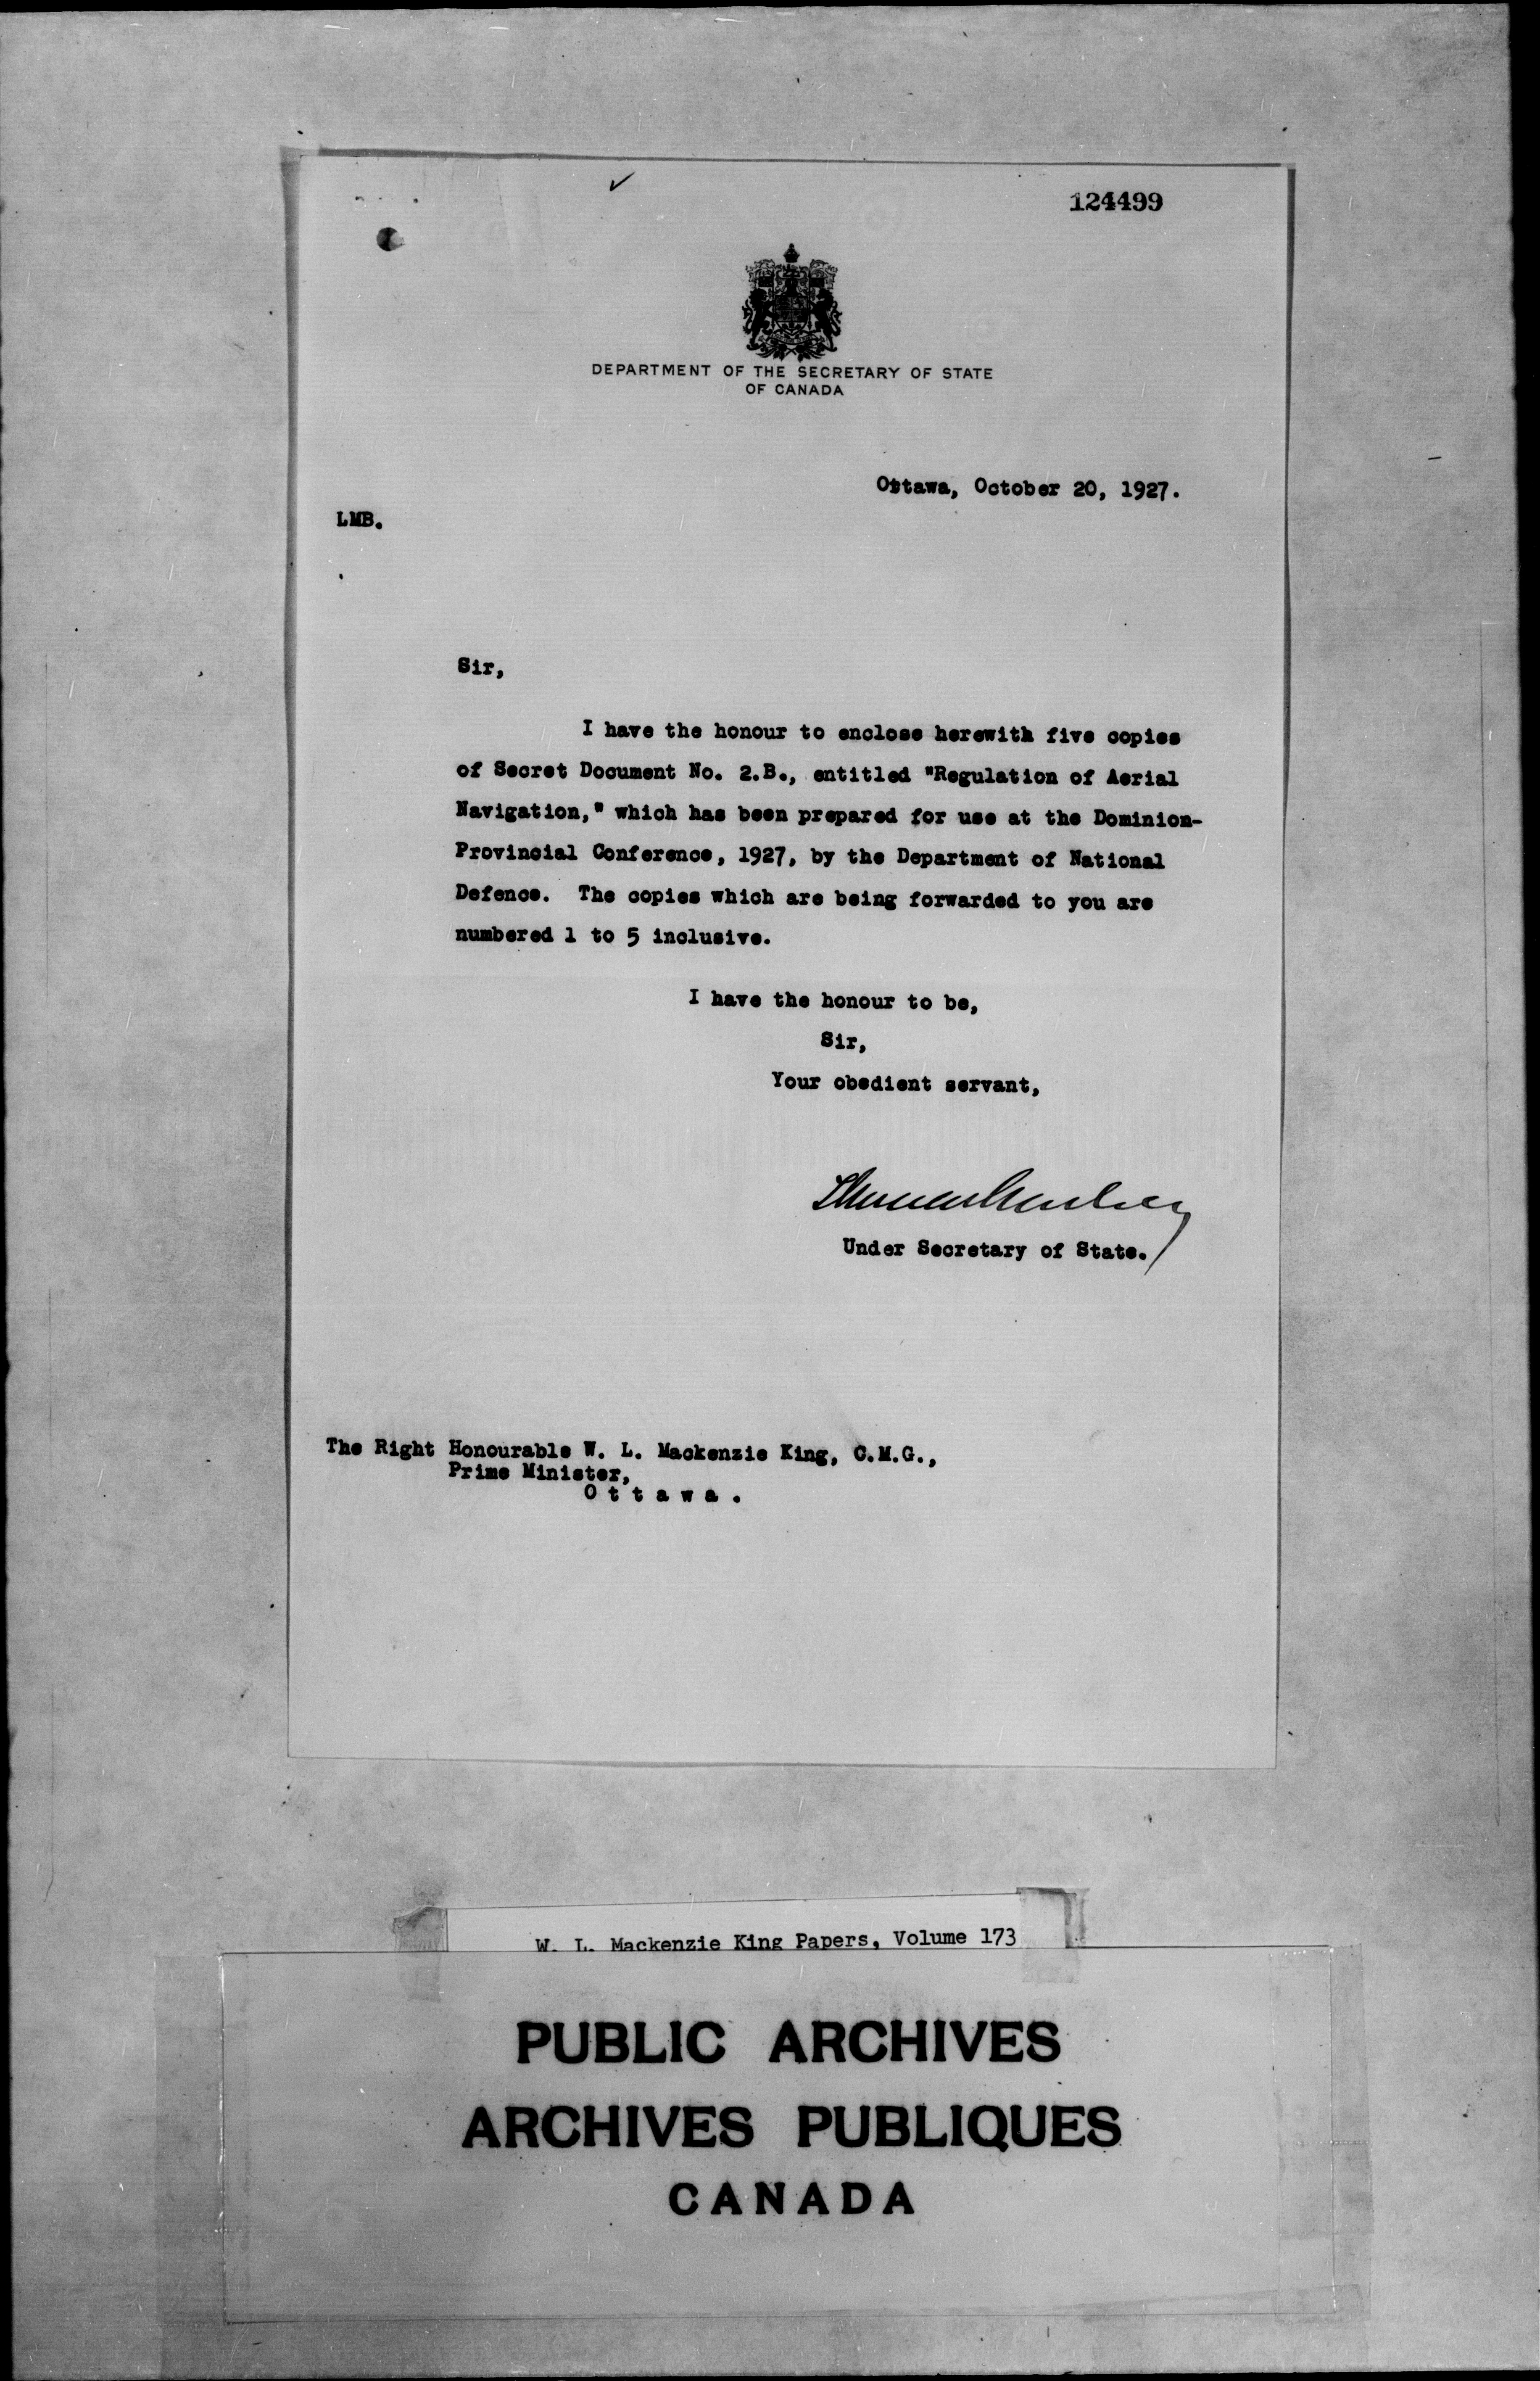 124499
DEPARTMENT OF THE SECRETARY OF STATE
OF CANADA
Ottawa, October 20, 1927.
LMB.
Sir,
I have the honour to enclose herewith five copies
of Secret Document No. 2.B., entitled "Regulation of Aerial
Navigation," which has been prepared for use at the Dominion-
Provincial Conference, 1927, by the Department of National
Defence. The copies which are being forwarded to you are
numbered 1 to 5 inclusive.
I have the honour to be,
Sir,
Your obedient servant,
Under Secretary of State.
The Right Honourable W. L. Mackenzie King, C.M.G.,
Prime Minister,
Ottawa.
W. L. Mackenzie King Papers, Volume 173
PUBLIC ARCHIVES
ARCHIVES PUBLIQUES
CANADA